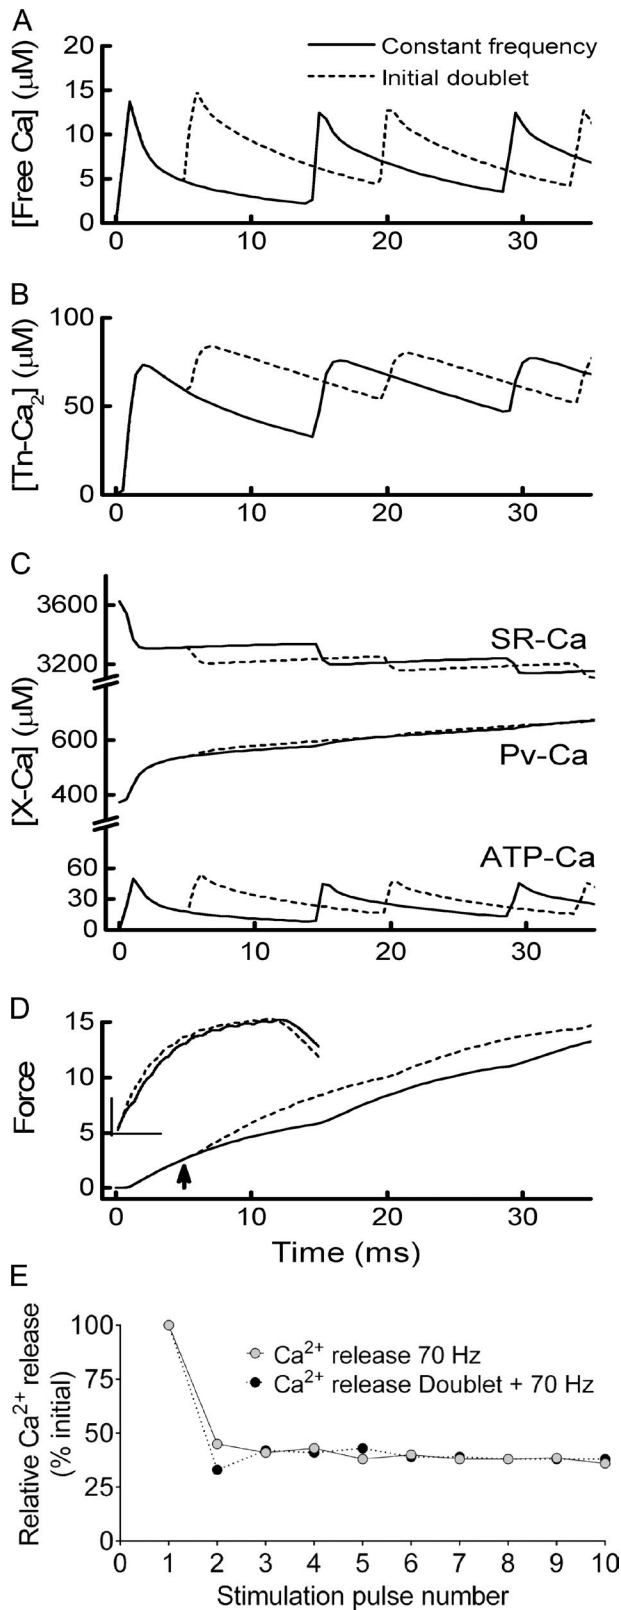 A
[Free Ca] (μM)
20
15
10
5
0
Constant frequency
Initial doublet
0 10 20 30
B
[Tn-Ca₂] (μM)
100
50
0
0 10 20 30
C
[X-Ca] (μM)
3600
3200
600
400
60
30
0
SR-Ca
Pv-Ca
ATP-Ca
0 10 20 30
D
Force
15
10
5
0
0 10 20 30
Time (ms)
E
Relative Ca²⁺ release
(% initial)
100
75
50
25
0
Ca²⁺ release 70 Hz
Ca²⁺ release Doublet + 70 Hz
0 1 2 3 4 5 6 7 8 9 10
Stimulation pulse number